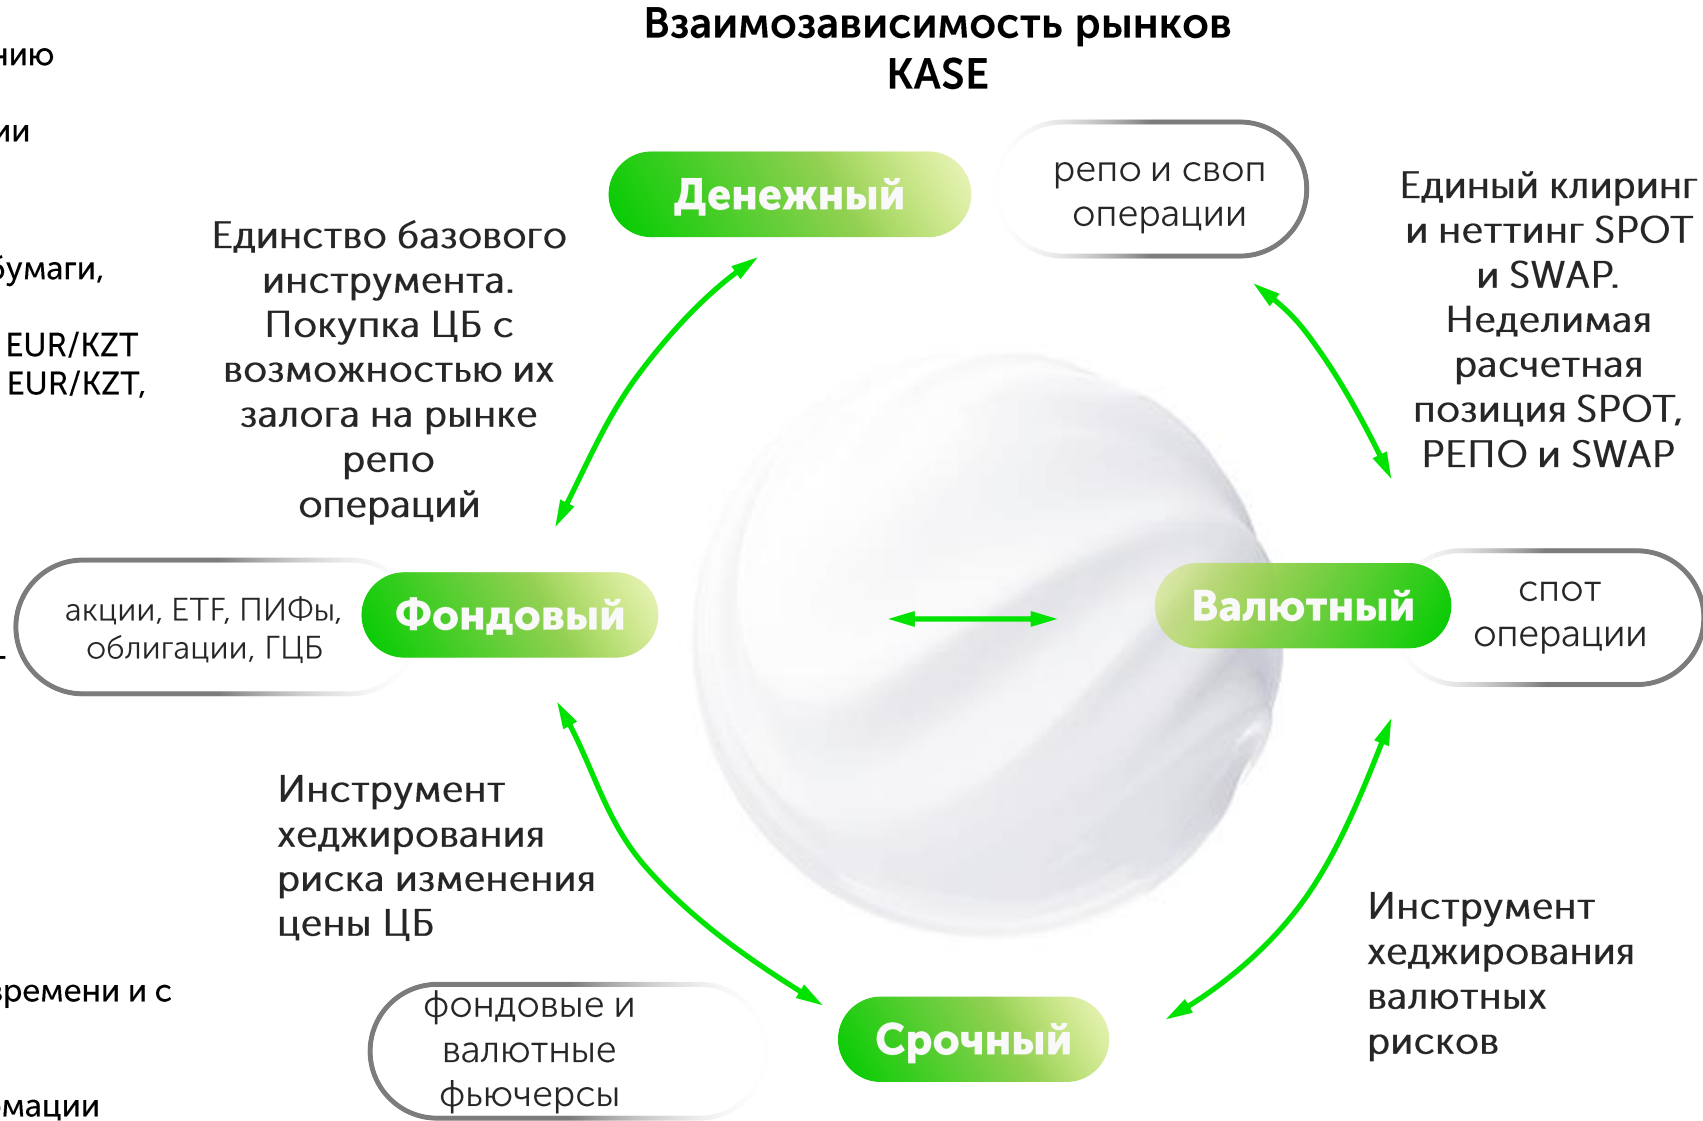 Взаимозависимость рынков
KASE
нию
ии
бумаги,
EUR/KZT
EUR/KZT,
времени и с
мации
Денежный
репо и своп
операции
Единство базового
инструмента.
Покупка ЦБ с
возможностью их
залога на рынке
репо
операций
Единый клиринг
и неттинг SPOT
и SWAP.
Неделимая
расчетная
позиция SPOT,
РЕПО и SWAP
акции, ETF, ПИФы,
облигации, ГЦБ
Фондовый
Валютный
спот
операции
Инструмент
хеджирования
риска изменения
цены ЦБ
Инструмент
хеджирования
валютных
рисков
фондовые и
валютные
фьючерсы
Срочный